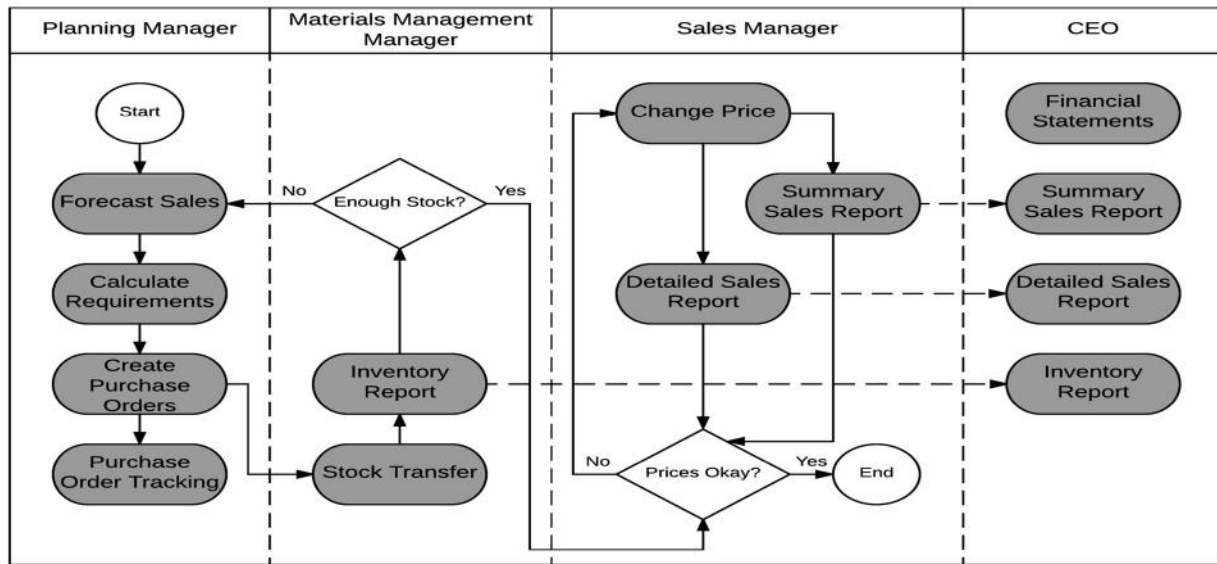 Planning Manager
Materials Management
Manager
Sales Manager
CEO
Start
Forecast Sales
Calculate
Requirements
Create
Purchase
Orders
Purchase
Order Tracking
No
Enough Stock?
Yes
Inventory
Report
Stock Transfer
Change Price
Summary
Sales Report
Detailed Sales
Report
No
Prices Okay?
Yes
End
Financial
Statements
Summary
Sales Report
Detailed Sales
Report
Inventory
Report